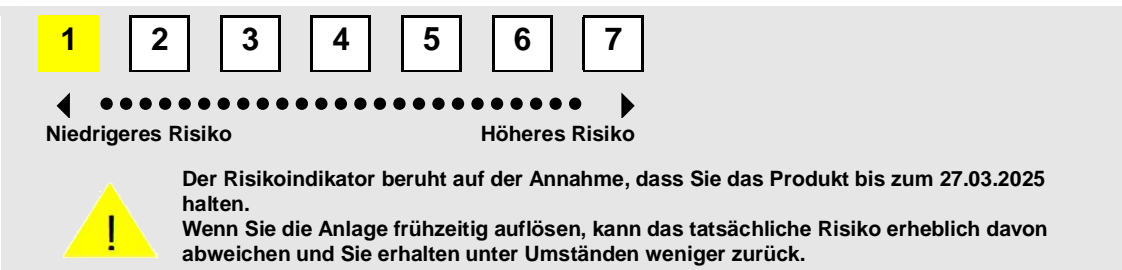 1 2 3 4 5 6 7
Niedrigeres Risiko Höheres Risiko
Der Risikoindikator beruht auf der Annahme, dass Sie das Produkt bis zum 27.03.2025
halten.
Wenn Sie die Anlage frühzeitig auflösen, kann das tatsächliche Risiko erheblich davon
! abweichen und Sie erhalten unter Umständen weniger zurück.